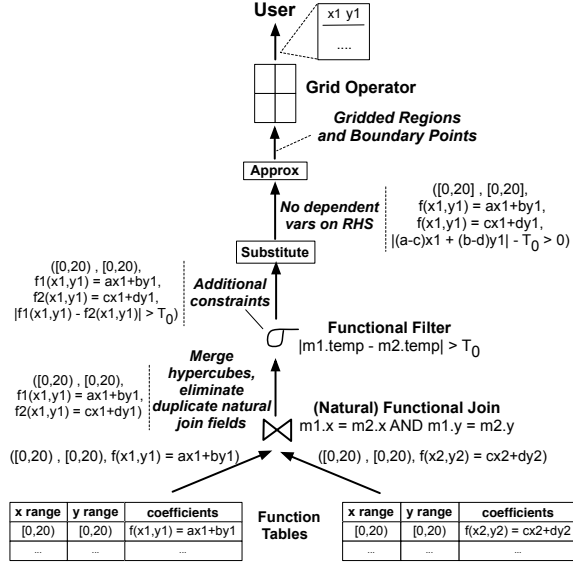 User
x1 y1
....
Grid Operator
Gridded Regions
and Boundary Points
Approx
No dependent
vars on RHS
([0,20] , [0,20],
f(x1,y1) = ax1+by1,
f(x1,y1) = cx1+dy1,
|(a-c)x1 + (b-d)y1| - T0 > 0)
Substitute
([0,20) , [0,20),
f1(x1,y1) = ax1+by1,
f2(x1,y1) = cx1+dy1,
|f1(x1,y1) - f2(x1,y1)| > T0)
Additional
constraints
Functional Filter
|m1.temp - m2.temp| > T0
([0,20) , [0,20),
f1(x1,y1) = ax1+by1,
f2(x1,y1) = cx1+dy1)
Merge
hypercubes,
eliminate
duplicate natural
join fields
(Natural) Functional Join
m1.x = m2.x AND m1.y = m2.y
([0,20) , [0,20), f(x1,y1) = ax1+by1)
([0,20) , [0,20), f(x2,y2) = cx2+dy2)
x range y range coefficients
[0,20) [0,20) f(x1,y1) = ax1+by1
... ... ...
Function
Tables
x range y range coefficients
[0,20) [0,20) f(x2,y2) = cx2+dy2
... ... ...